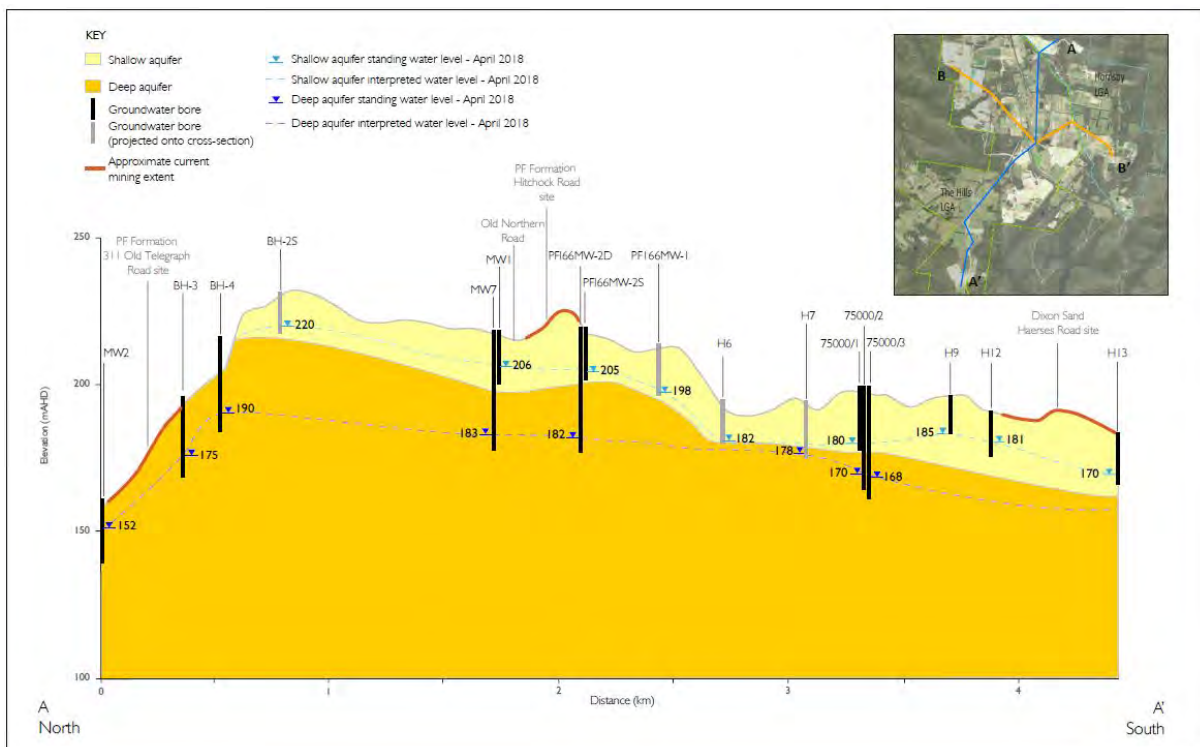 KEY
Shallow aquifer
Deep aquifer
Groundwater bore
Groundwater bore
(projected onto cross-section)
Approximate current
mining extent
Shallow aquifer standing water level - April 2018
Shallow aquifer interpreted water level - April 2018
Deep aquifer standing water level - April 2018
Deep aquifer interpreted water level - April 2018
A
B
Hornsby
LGA
B'
The Hills
LGA
A'
PF Formation
Hitchock Road
site
Old Northern
Road
PF Formation
311 Old Telegraph
Road site
BH-2S
BH-3
BH-4
MW2
MW1
MW7
PFI66MW-2D
PFI66MW-2S
PF166MW-1
H6
H7
75000/2
75000/1
75000/3
H9
H12
Dixon Sand
Haerses Road site
H13
250
200
150
100
Elevation (mAHD)
220
206
205
198
190
183
182
182
178
180
185
181
175
170
168
170
152
0
1
2
3
4
Distance (km)
A
North
A'
South